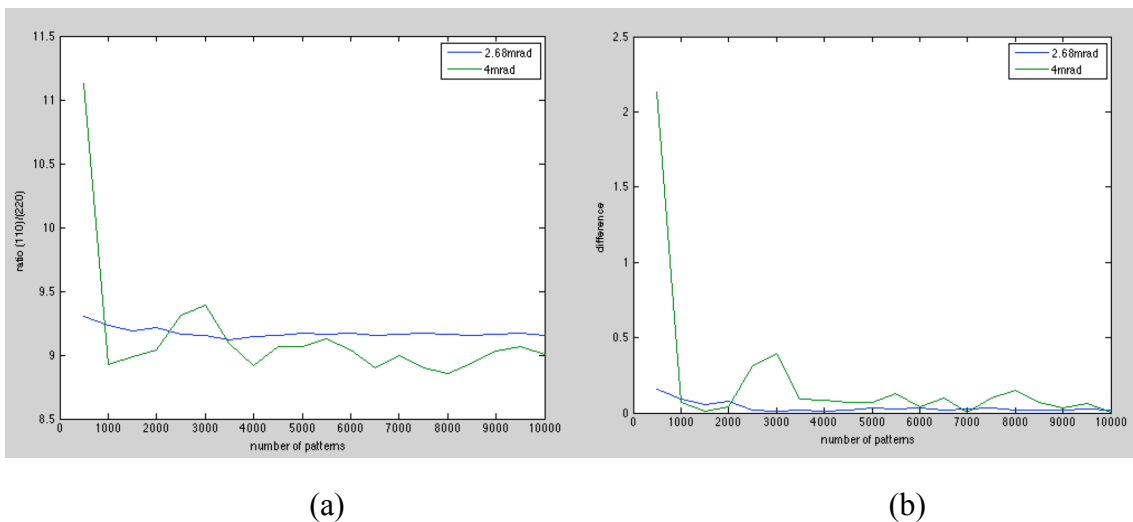 11.5
11
10.5
10
9.5
9
8.5
ratio (110)/(220)
0 1000 2000 3000 4000 5000 6000 7000 8000 9000 10000
number of patterns
2.68mrad
4mrad
2.5
2
1.5
1
0.5
0
difference
0 1000 2000 3000 4000 5000 6000 7000 8000 9000 10000
number of patterns
2.68mrad
4mrad
(a)
(b)